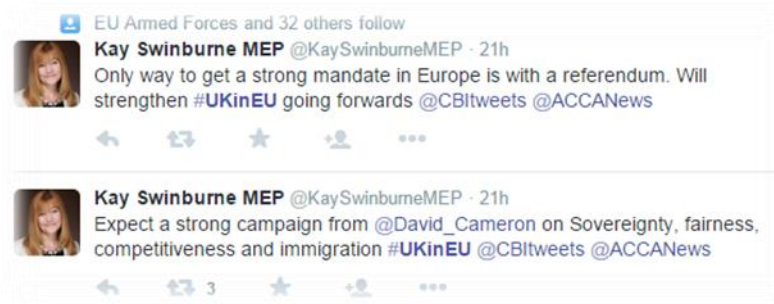 EU Armed Forces and 32 others follow
Kay Swinburne MEP @KaySwinburneMEP · 21h
Only way to get a strong mandate in Europe is with a referendum. Will
strengthen #UKinEU going forwards @CBItweets @ACCANews
Kay Swinburne MEP @KaySwinburneMEP · 21h
Expect a strong campaign from @David_Cameron on Sovereignty, fairness,
competitiveness and immigration #UKinEU @CBItweets @ACCANews
3